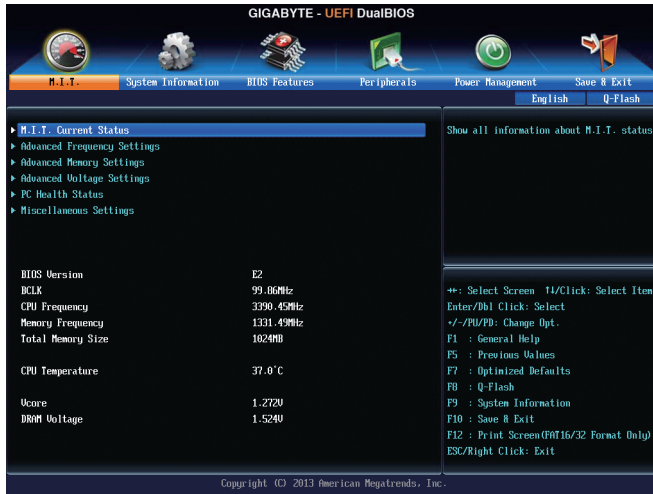 GIGABYTE - UEFI DualBIOS
M.I.T. System Information BIOS Features Peripherals Power Management Save & Exit
English Q-Flash
M.I.T. Current Status
Advanced Frequency Settings
Advanced Memory Settings
Advanced Voltage Settings
PC Health Status
Miscellaneous Settings
Show all information about M.I.T. status
BIOS Version E2
BCLK 99.86MHz
CPU Frequency 3390.45MHz
Memory Frequency 1331.49MHz
Total Memory Size 1024MB
CPU Temperature 37.0°C
Vcore 1.272V
DRAM Voltage 1.524V
→←: Select Screen ↑↓/Click: Select Item
Enter/Dbl Click: Select
+/-/PU/PD: Change Opt.
F1 : General Help
F5 : Previous Values
F7 : Optimized Defaults
F8 : Q-Flash
F9 : System Information
F10 : Save & Exit
F12 : Print Screen(FAT16/32 Format Only)
ESC/Right Click: Exit
Copyright (C) 2013 American Megatrends, Inc.